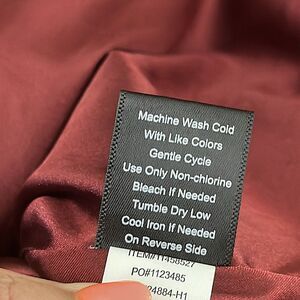 Machine Wash Cold
With Like Colors
Gentle Cycle
Use Only Non-chlorine
Bleach If Needed
Tumble Dry Low
Cool Iron If Needed
On Reverse Side
PO#1123485
24884-H1